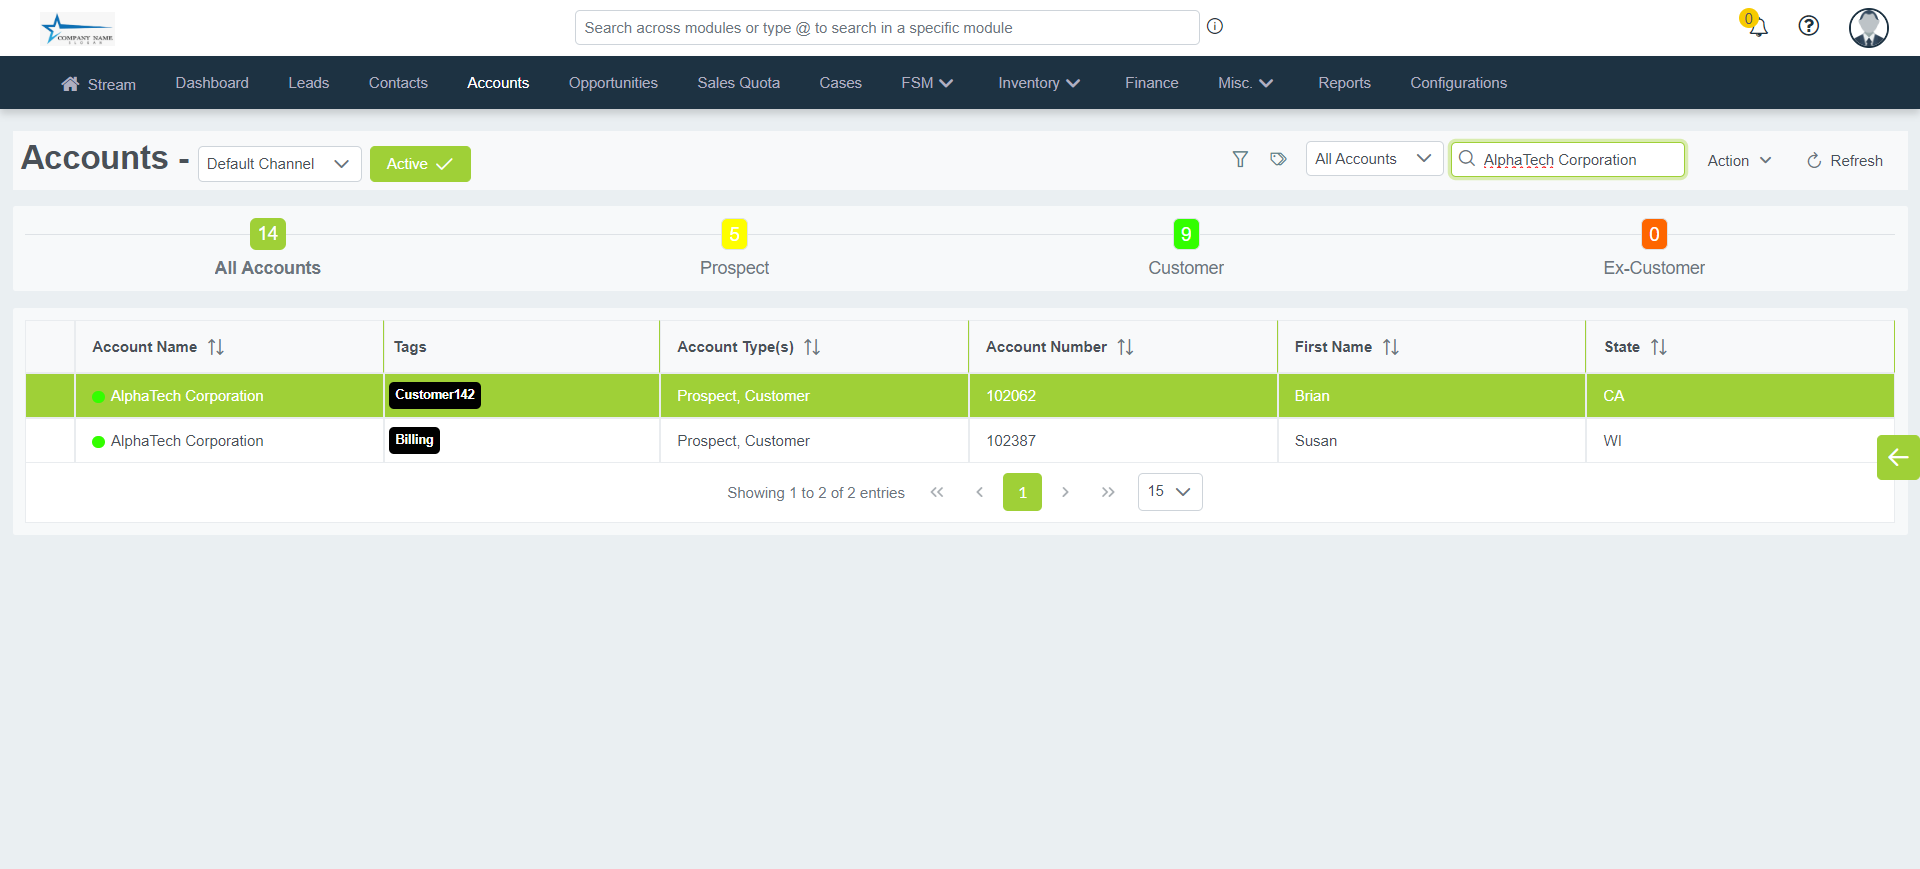 COMPANY NAME
Search across modules or type @ to search in a specific module
0
Stream Dashboard Leads Contacts Accounts Opportunities Sales Quota Cases FSM Inventory Finance Misc. Reports Configurations
Accounts - Default Channel Active All Accounts AlphaTech Corporation Action Refresh
14 5 9 0
All Accounts Prospect Customer Ex-Customer
Account Name Tags Account Type(s) Account Number First Name State
AlphaTech Corporation Customer142 Prospect, Customer 102062 Brian CA
AlphaTech Corporation Billing Prospect, Customer 102387 Susan WI
Showing 1 to 2 of 2 entries 1 15